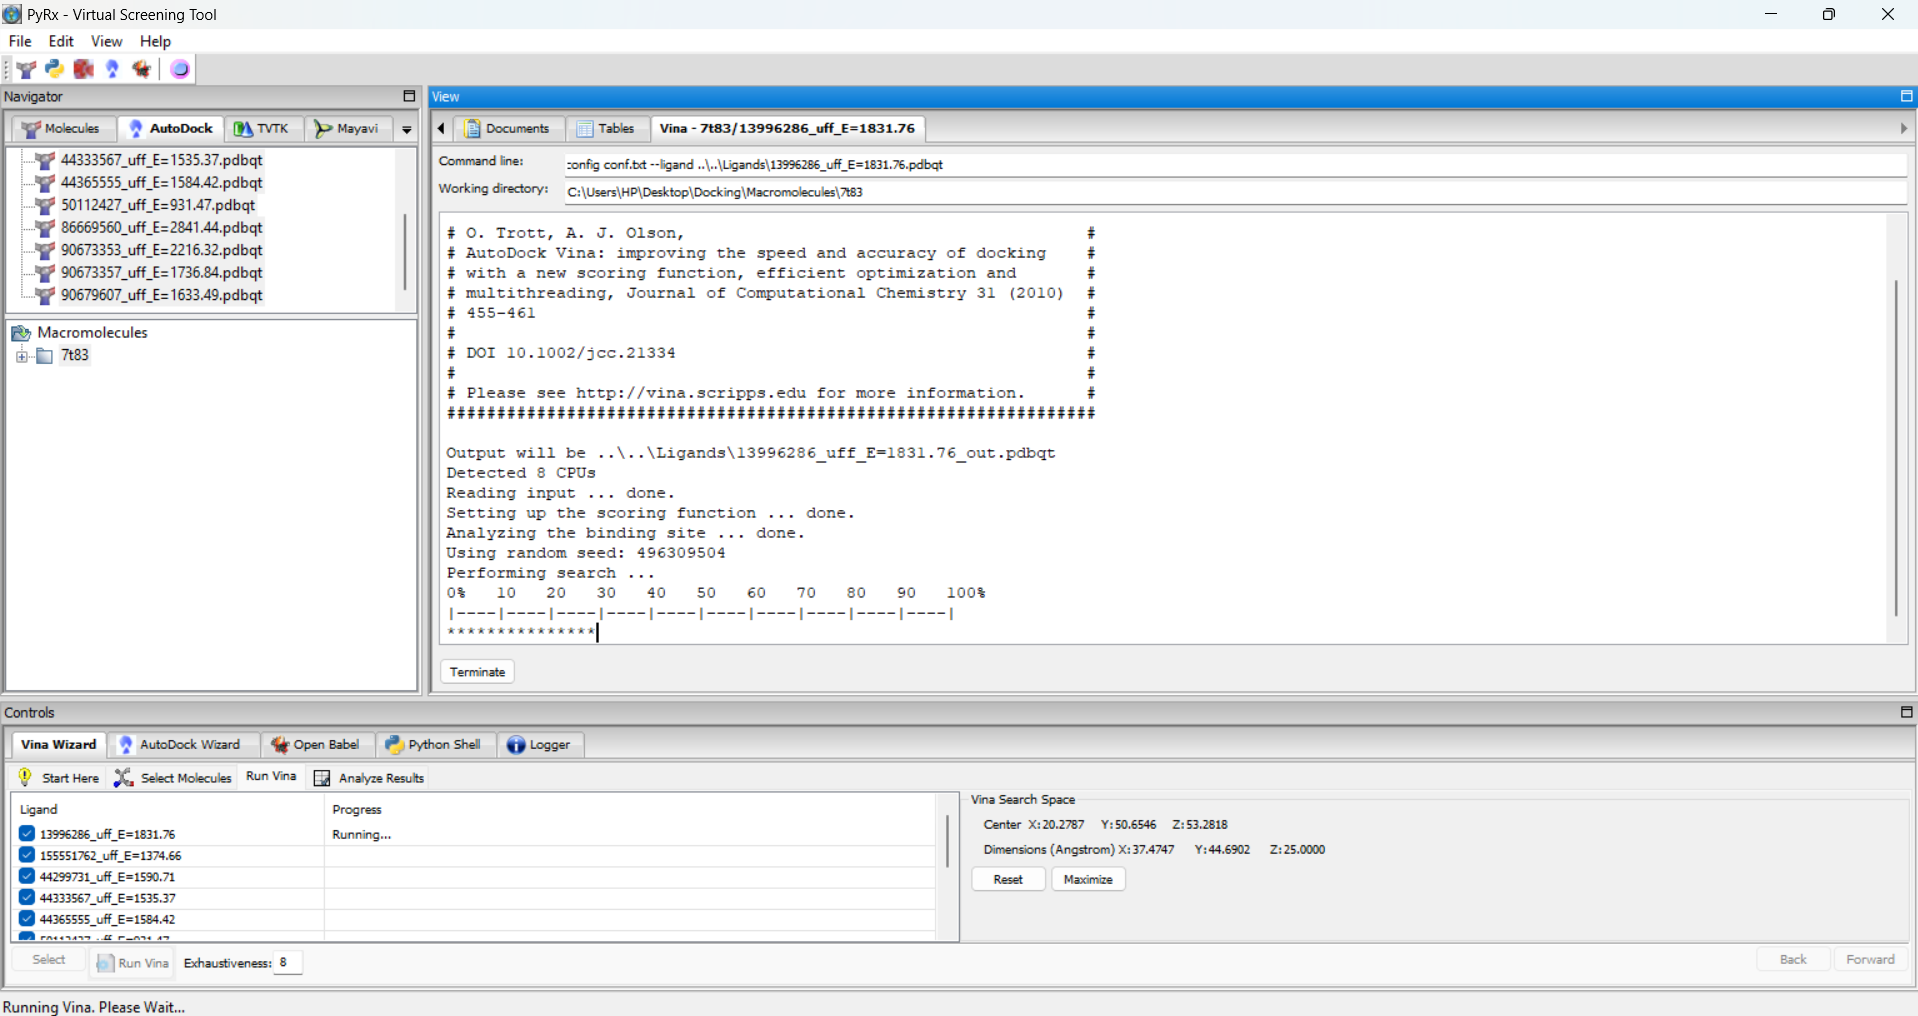 PyRx - Virtual Screening Tool
File Edit View Help
Navigator
Molecules AutoDock TVTK Mayavi
44333567_uff_E=1535.37.pdbqt
44365555_uff_E=1584.42.pdbqt
50112427_uff_E=931.47.pdbqt
86669560_uff_E=2841.44.pdbqt
90673353_uff_E=2216.32.pdbqt
90673357_uff_E=1736.84.pdbqt
90679607_uff_E=1633.49.pdbqt
Macromolecules
7t83
View
Documents Tables Vina - 7t83/13996286_uff_E=1831.76
Command line: :onfig conf.txt --ligand ..\..\Ligands\13996286_uff_E=1831.76.pdbqt
Working directory: C:\Users\HP\Desktop\Docking\Macromolecules\7t83
# O. Trott, A. J. Olson, #
# AutoDock Vina: improving the speed and accuracy of docking #
# with a new scoring function, efficient optimization and #
# multithreading, Journal of Computational Chemistry 31 (2010) #
# 455-461 #
# #
# DOI 10.1002/jcc.21334 #
# #
# Please see http://vina.scripps.edu for more information. #
#################################################################
Output will be ..\..\Ligands\13996286_uff_E=1831.76_out.pdbqt
Detected 8 CPUs
Reading input ... done.
Setting up the scoring function ... done.
Analyzing the binding site ... done.
Using random seed: 496309504
Performing search ...
0% 10 20 30 40 50 60 70 80 90 100%
|----|----|----|----|----|----|----|----|----|----|
***************
Terminate
Controls
Vina Wizard AutoDock Wizard Open Babel Python Shell Logger
Start Here Select Molecules Run Vina Analyze Results
Ligand Progress
13996286_uff_E=1831.76 Running...
155551762_uff_E=1374.66
44299731_uff_E=1590.71
44333567_uff_E=1535.37
44365555_uff_E=1584.42
50112427_uff_E=931.47
Vina Search Space
Center X:20.2787 Y:50.6546 Z:53.2818
Dimensions (Angstrom) X:37.4747 Y:44.6902 Z:25.0000
Reset Maximize
Select Run Vina Exhaustiveness: 8 Back Forward
Running Vina. Please Wait...